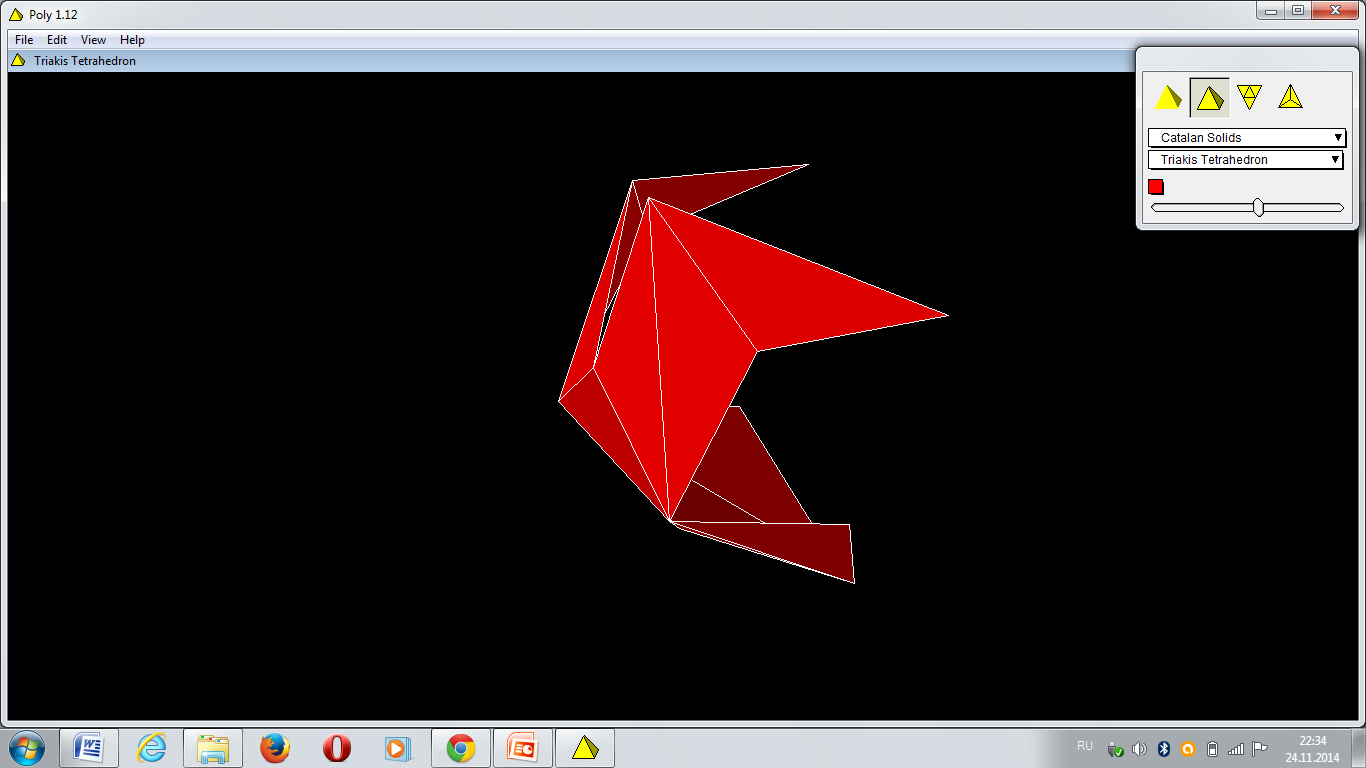 Poly 1.12
File Edit View Help
Triakis Tetrahedron
Catalan Solids
Triakis Tetrahedron
RU
22:34
24.11.2014